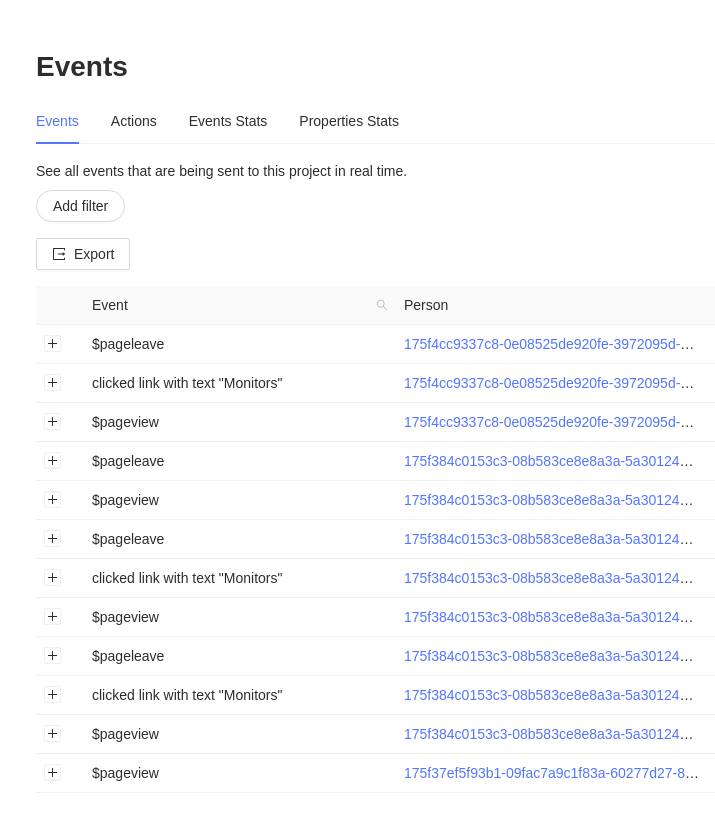 Events
Events Actions Events Stats Properties Stats
See all events that are being sent to this project in real time.
Add filter
Export
Event Person
$pageleave 175f4cc9337c8-0e08525de920fe-3972095d-...
clicked link with text "Monitors" 175f4cc9337c8-0e08525de920fe-3972095d-...
$pageview 175f4cc9337c8-0e08525de920fe-3972095d-...
$pageleave 175f384c0153c3-08b583ce8e8a3a-5a30124...
$pageview 175f384c0153c3-08b583ce8e8a3a-5a30124...
$pageleave 175f384c0153c3-08b583ce8e8a3a-5a30124...
clicked link with text "Monitors" 175f384c0153c3-08b583ce8e8a3a-5a30124...
$pageview 175f384c0153c3-08b583ce8e8a3a-5a30124...
$pageleave 175f384c0153c3-08b583ce8e8a3a-5a30124...
clicked link with text "Monitors" 175f384c0153c3-08b583ce8e8a3a-5a30124...
$pageview 175f384c0153c3-08b583ce8e8a3a-5a30124...
$pageview 175f37ef5f93b1-09fac7a9c1f83a-60277d27-8...